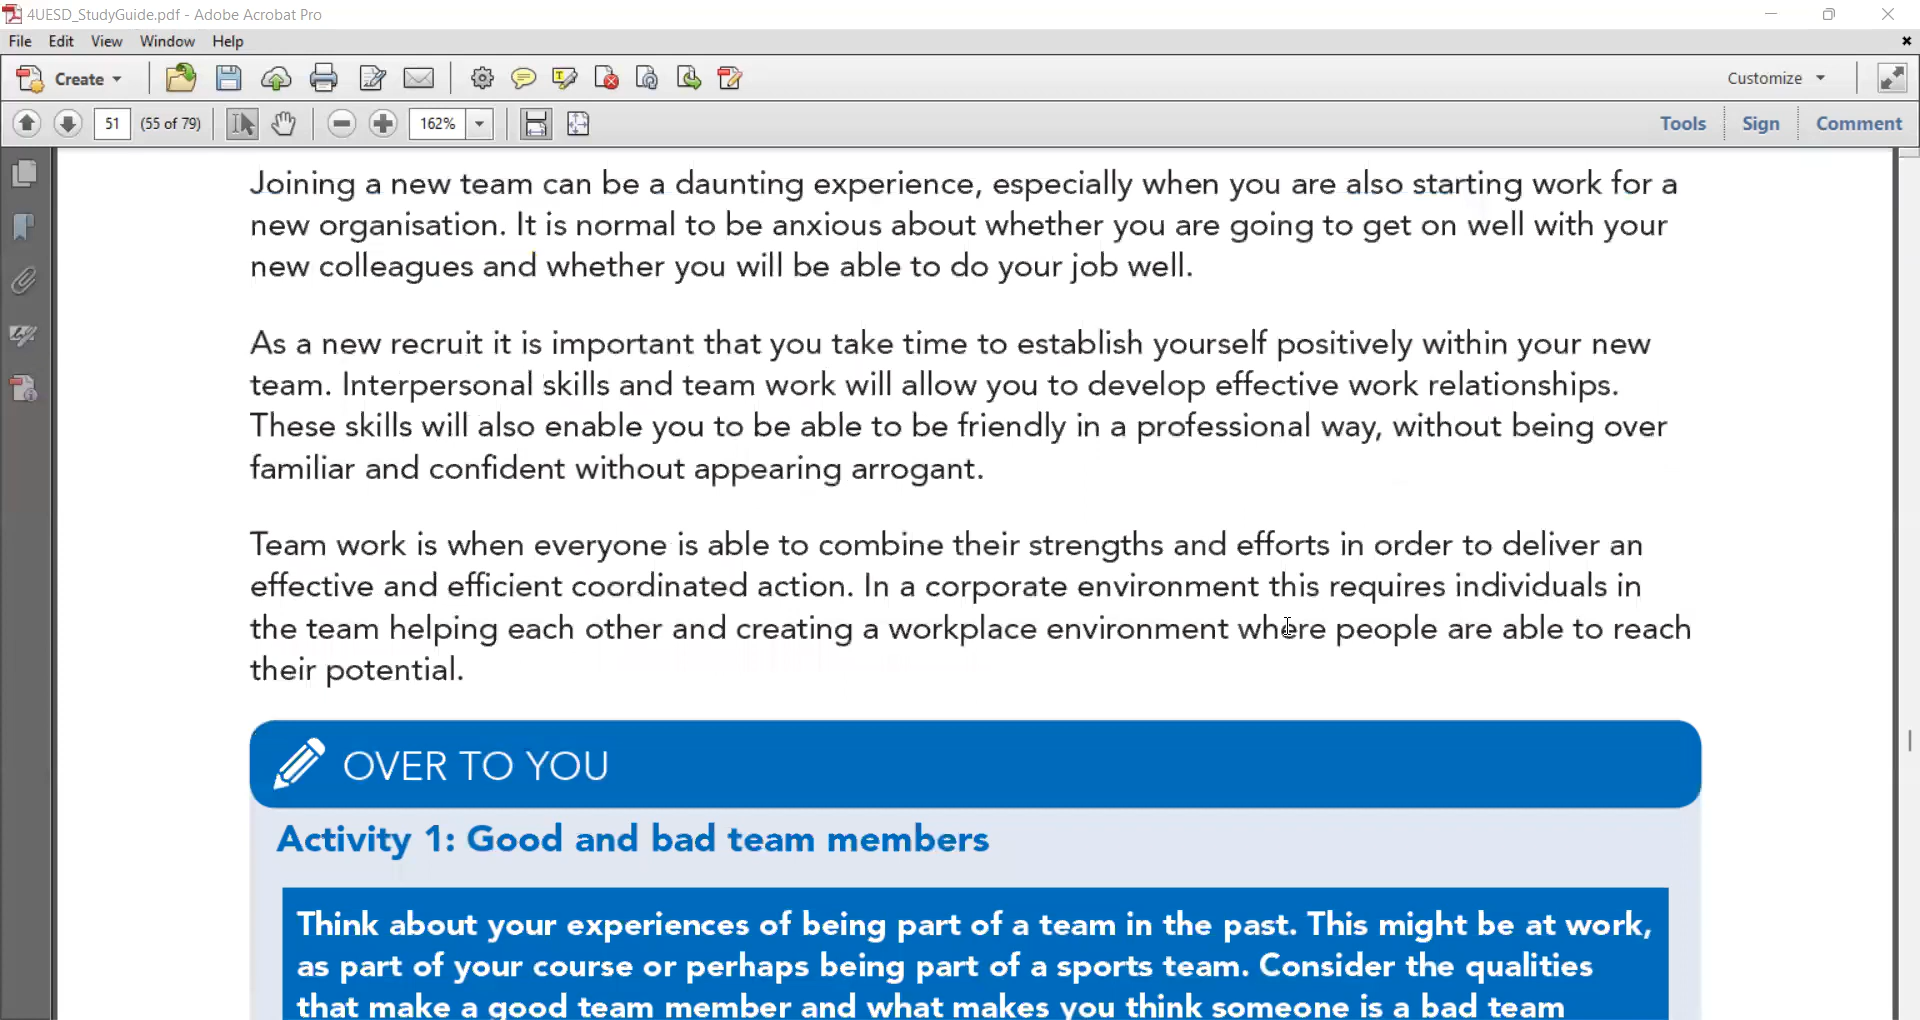 4UESD_StudyGuide.pdf - Adobe Acrobat Pro
File Edit View Window Help
Create
Customize
51 (55 of 79) 162% Tools Sign Comment
Joining a new team can be a daunting experience, especially when you are also starting work for a
new organisation. It is normal to be anxious about whether you are going to get on well with your
new colleagues and whether you will be able to do your job well.
As a new recruit it is important that you take time to establish yourself positively within your new
team. Interpersonal skills and team work will allow you to develop effective work relationships.
These skills will also enable you to be able to be friendly in a professional way, without being over
familiar and confident without appearing arrogant.
Team work is when everyone is able to combine their strengths and efforts in order to deliver an
effective and efficient coordinated action. In a corporate environment this requires individuals in
the team helping each other and creating a workplace environment where people are able to reach
their potential.
OVER TO YOU
Activity 1: Good and bad team members
Think about your experiences of being part of a team in the past. This might be at work,
as part of your course or perhaps being part of a sports team. Consider the qualities
that make a good team member and what makes you think someone is a bad team